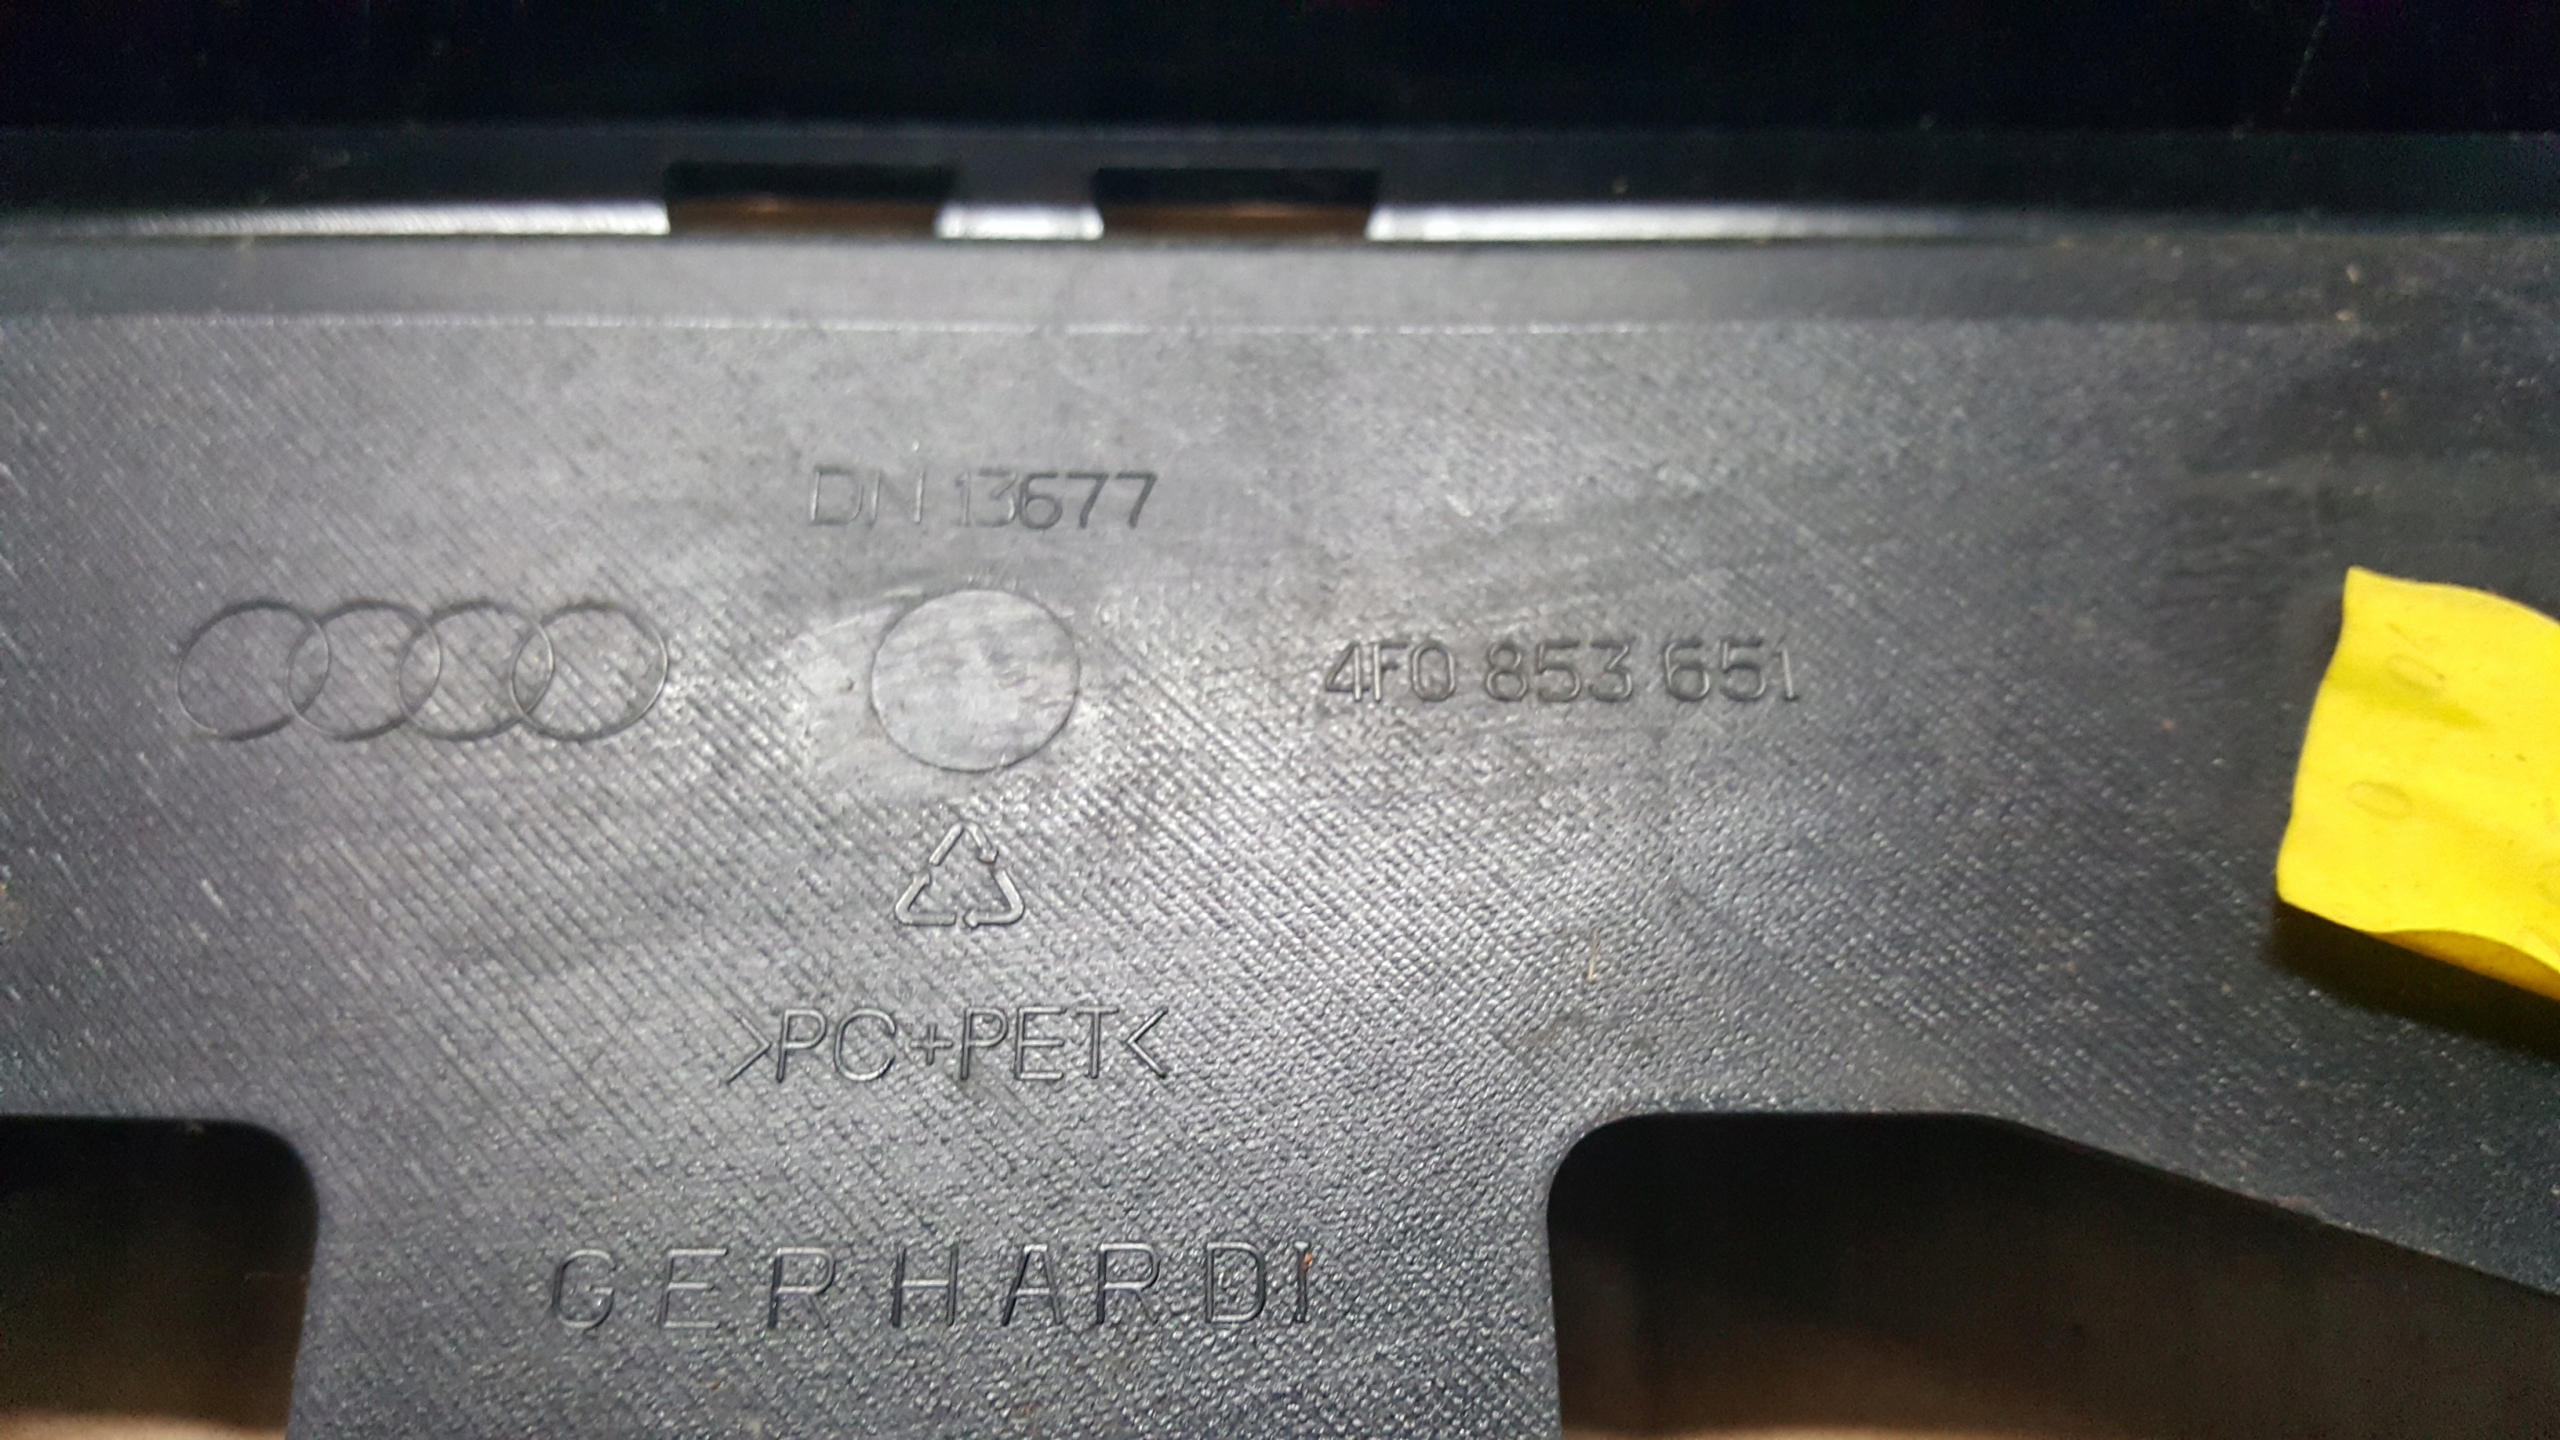 DN 13677
4F0 853 651
>PC+PET<
GERHARDI